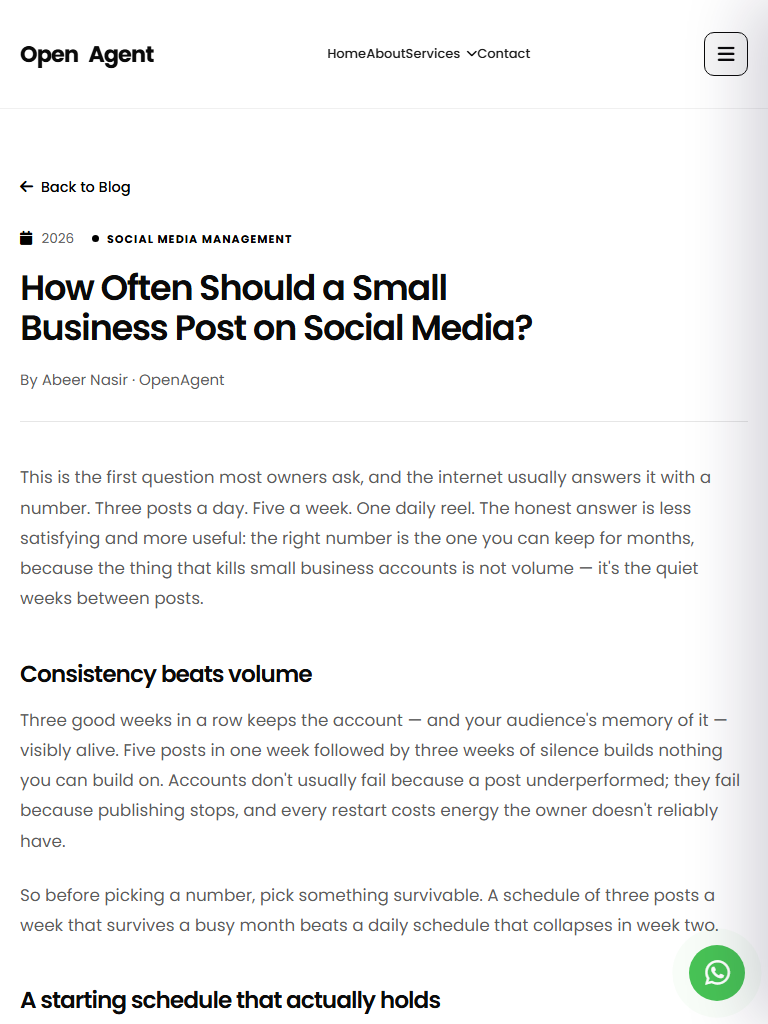 Open Agent
HomeAboutServices Contact
Back to Blog
2026 SOCIAL MEDIA MANAGEMENT
How Often Should a Small
Business Post on Social Media?
By Abeer Nasir · OpenAgent
This is the first question most owners ask, and the internet usually answers it with a
number. Three posts a day. Five a week. One daily reel. The honest answer is less
satisfying and more useful: the right number is the one you can keep for months,
because the thing that kills small business accounts is not volume — it's the quiet
weeks between posts.
Consistency beats volume
Three good weeks in a row keeps the account — and your audience's memory of it —
visibly alive. Five posts in one week followed by three weeks of silence builds nothing
you can build on. Accounts don't usually fail because a post underperformed; they fail
because publishing stops, and every restart costs energy the owner doesn't reliably
have.
So before picking a number, pick something survivable. A schedule of three posts a
week that survives a busy month beats a daily schedule that collapses in week two.
A starting schedule that actually holds